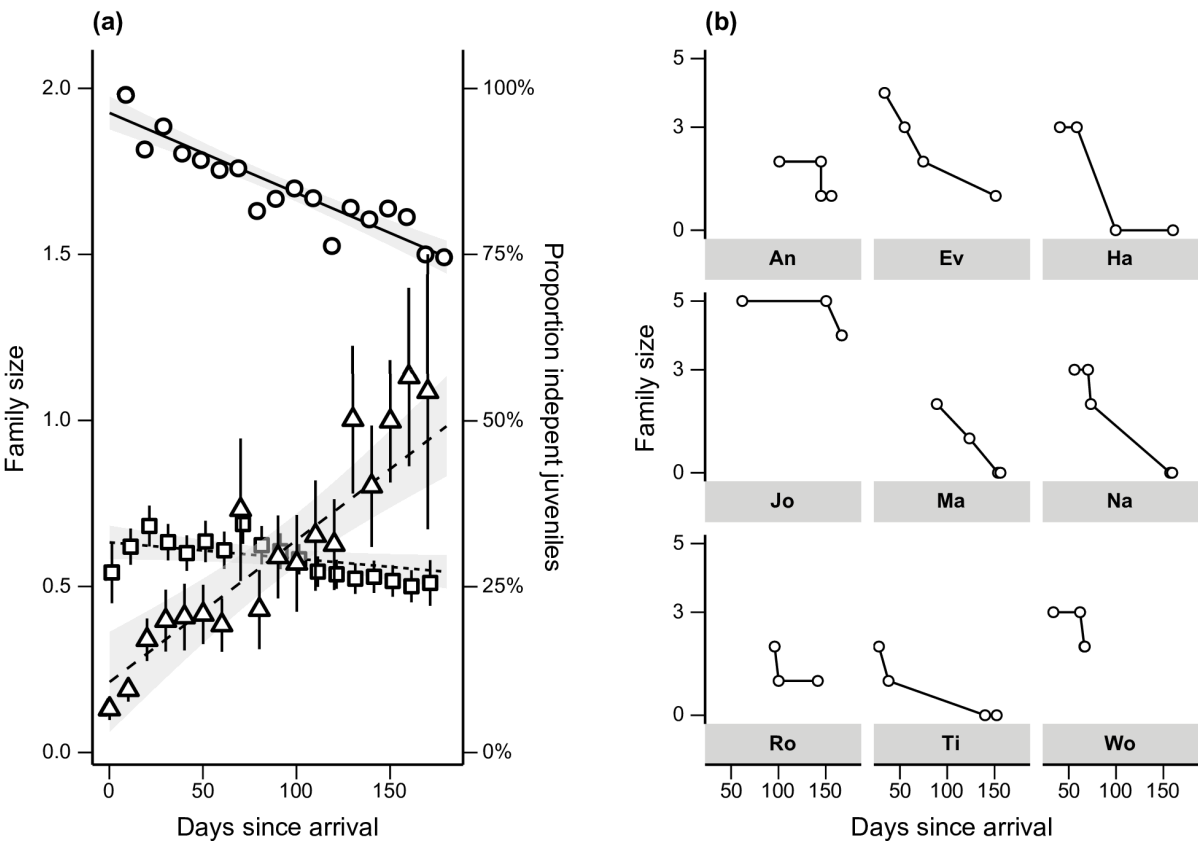 (a)
Family size
2.0
1.5
1.0
0.5
0.0
100%
75%
50%
25%
0%
Proportion indepent juveniles
0
50
100
150
Days since arrival
(b)
Family size
5
3
0
An
Ev
Ha
5
3
0
Jo
Ma
Na
5
3
0
Ro
Ti
Wo
50 100 150
50 100 150
50 100 150
Days since arrival